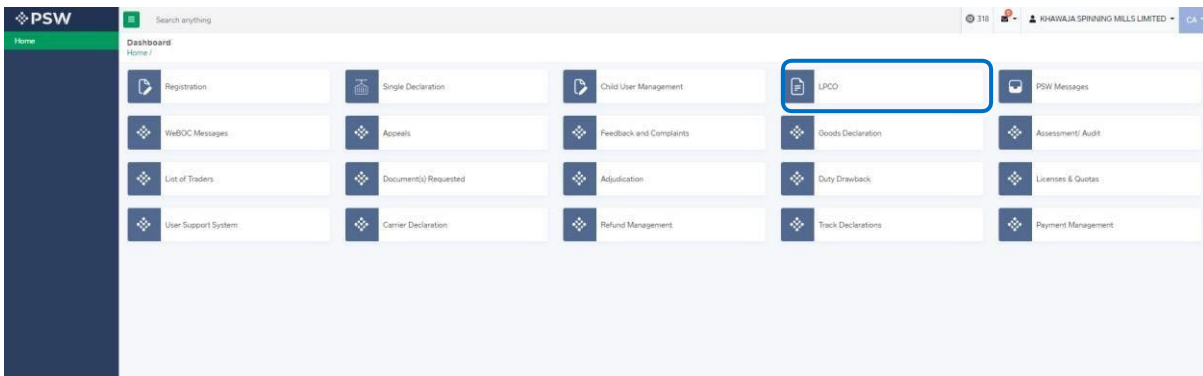 PSW
Search anything
318
0
KHAWAJA SPINNING MILLS LIMITED
CA
Home
Dashboard
Home /
Registration
Single Declaration
Child User Management
LPCO
PSW Messages
WeBOC Messages
Appeals
Feedback and Complaints
Goods Declaration
Assessment/ Audit
List of Traders
Document(s) Requested
Adjudication
Duty Drawback
Licenses & Quotas
User Support System
Carrier Declaration
Refund Management
Track Declarations
Payment Management